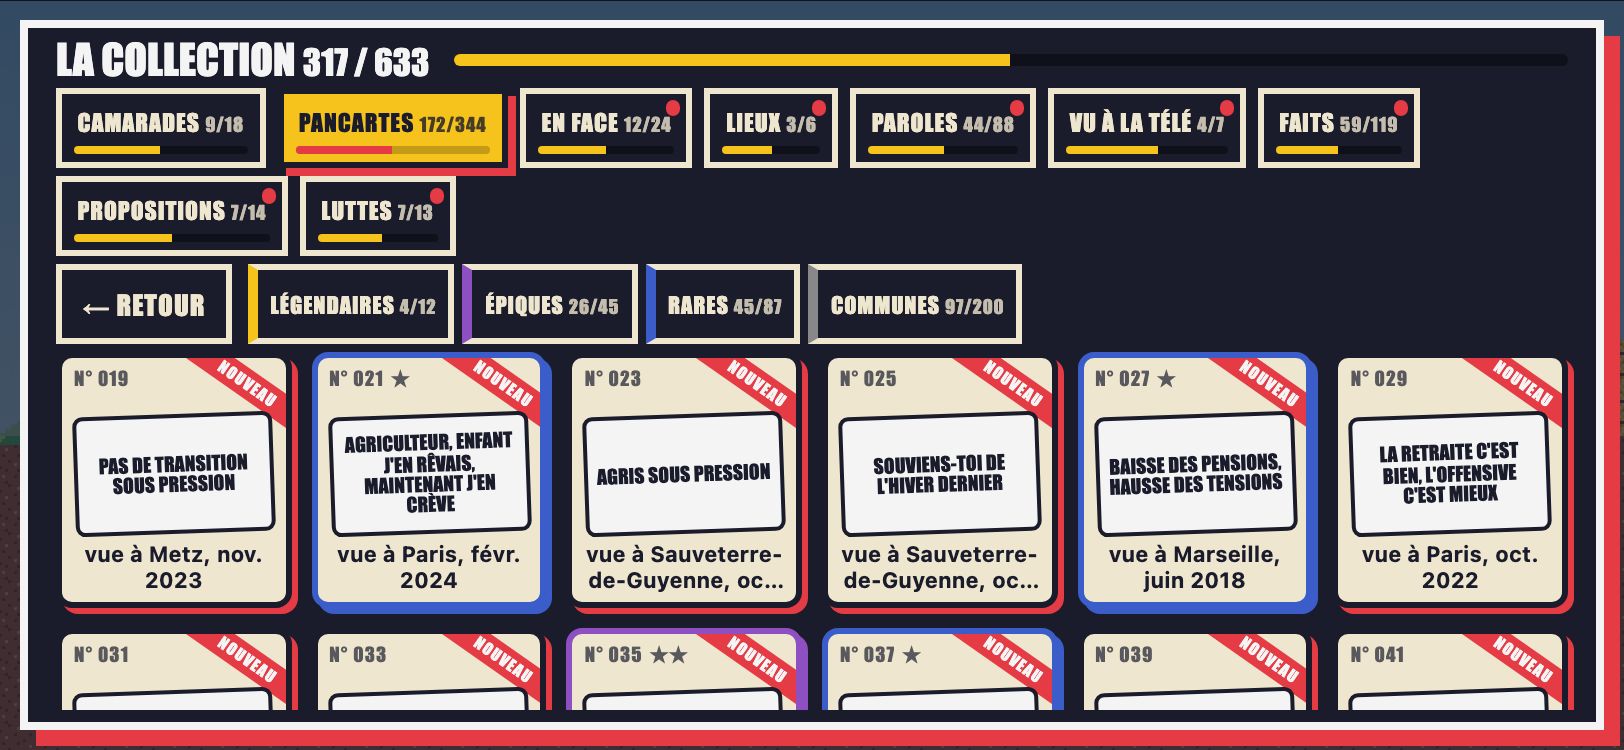 LA COLLECTION 317 / 633
CAMARADES 9/18
PANCARTES 172/344
EN FACE 12/24
LIEUX 3/6
PAROLES 44/88
VU À LA TÉLÉ 4/7
FAITS 59/119
PROPOSITIONS 7/14
LUTTES 7/13
← RETOUR
LÉGENDAIRES 4/12
ÉPIQUES 26/45
RARES 45/87
COMMUNES 97/200
N° 019
NOUVEAU
PAS DE TRANSITION
SOUS PRESSION
vue à Metz, nov.
2023
N° 021 ★
NOUVEAU
AGRICULTEUR, ENFANT
J'EN RÊVAIS,
MAINTENANT J'EN
CRÈVE
vue à Paris, févr.
2024
N° 023
NOUVEAU
AGRIS SOUS PRESSION
vue à Sauveterre-
de-Guyenne, oc...
N° 025
NOUVEAU
SOUVIENS-TOI DE
L'HIVER DERNIER
vue à Sauveterre-
de-Guyenne, oc...
N° 027 ★
NOUVEAU
BAISSE DES PENSIONS,
HAUSSE DES TENSIONS
vue à Marseille,
juin 2018
N° 029
NOUVEAU
LA RETRAITE C'EST
BIEN, L'OFFENSIVE
C'EST MIEUX
vue à Paris, oct.
2022
N° 031
NOUVEAU
N° 033
NOUVEAU
N° 035 ★★
NOUVEAU
N° 037 ★
NOUVEAU
N° 039
NOUVEAU
N° 041
NOUVEAU